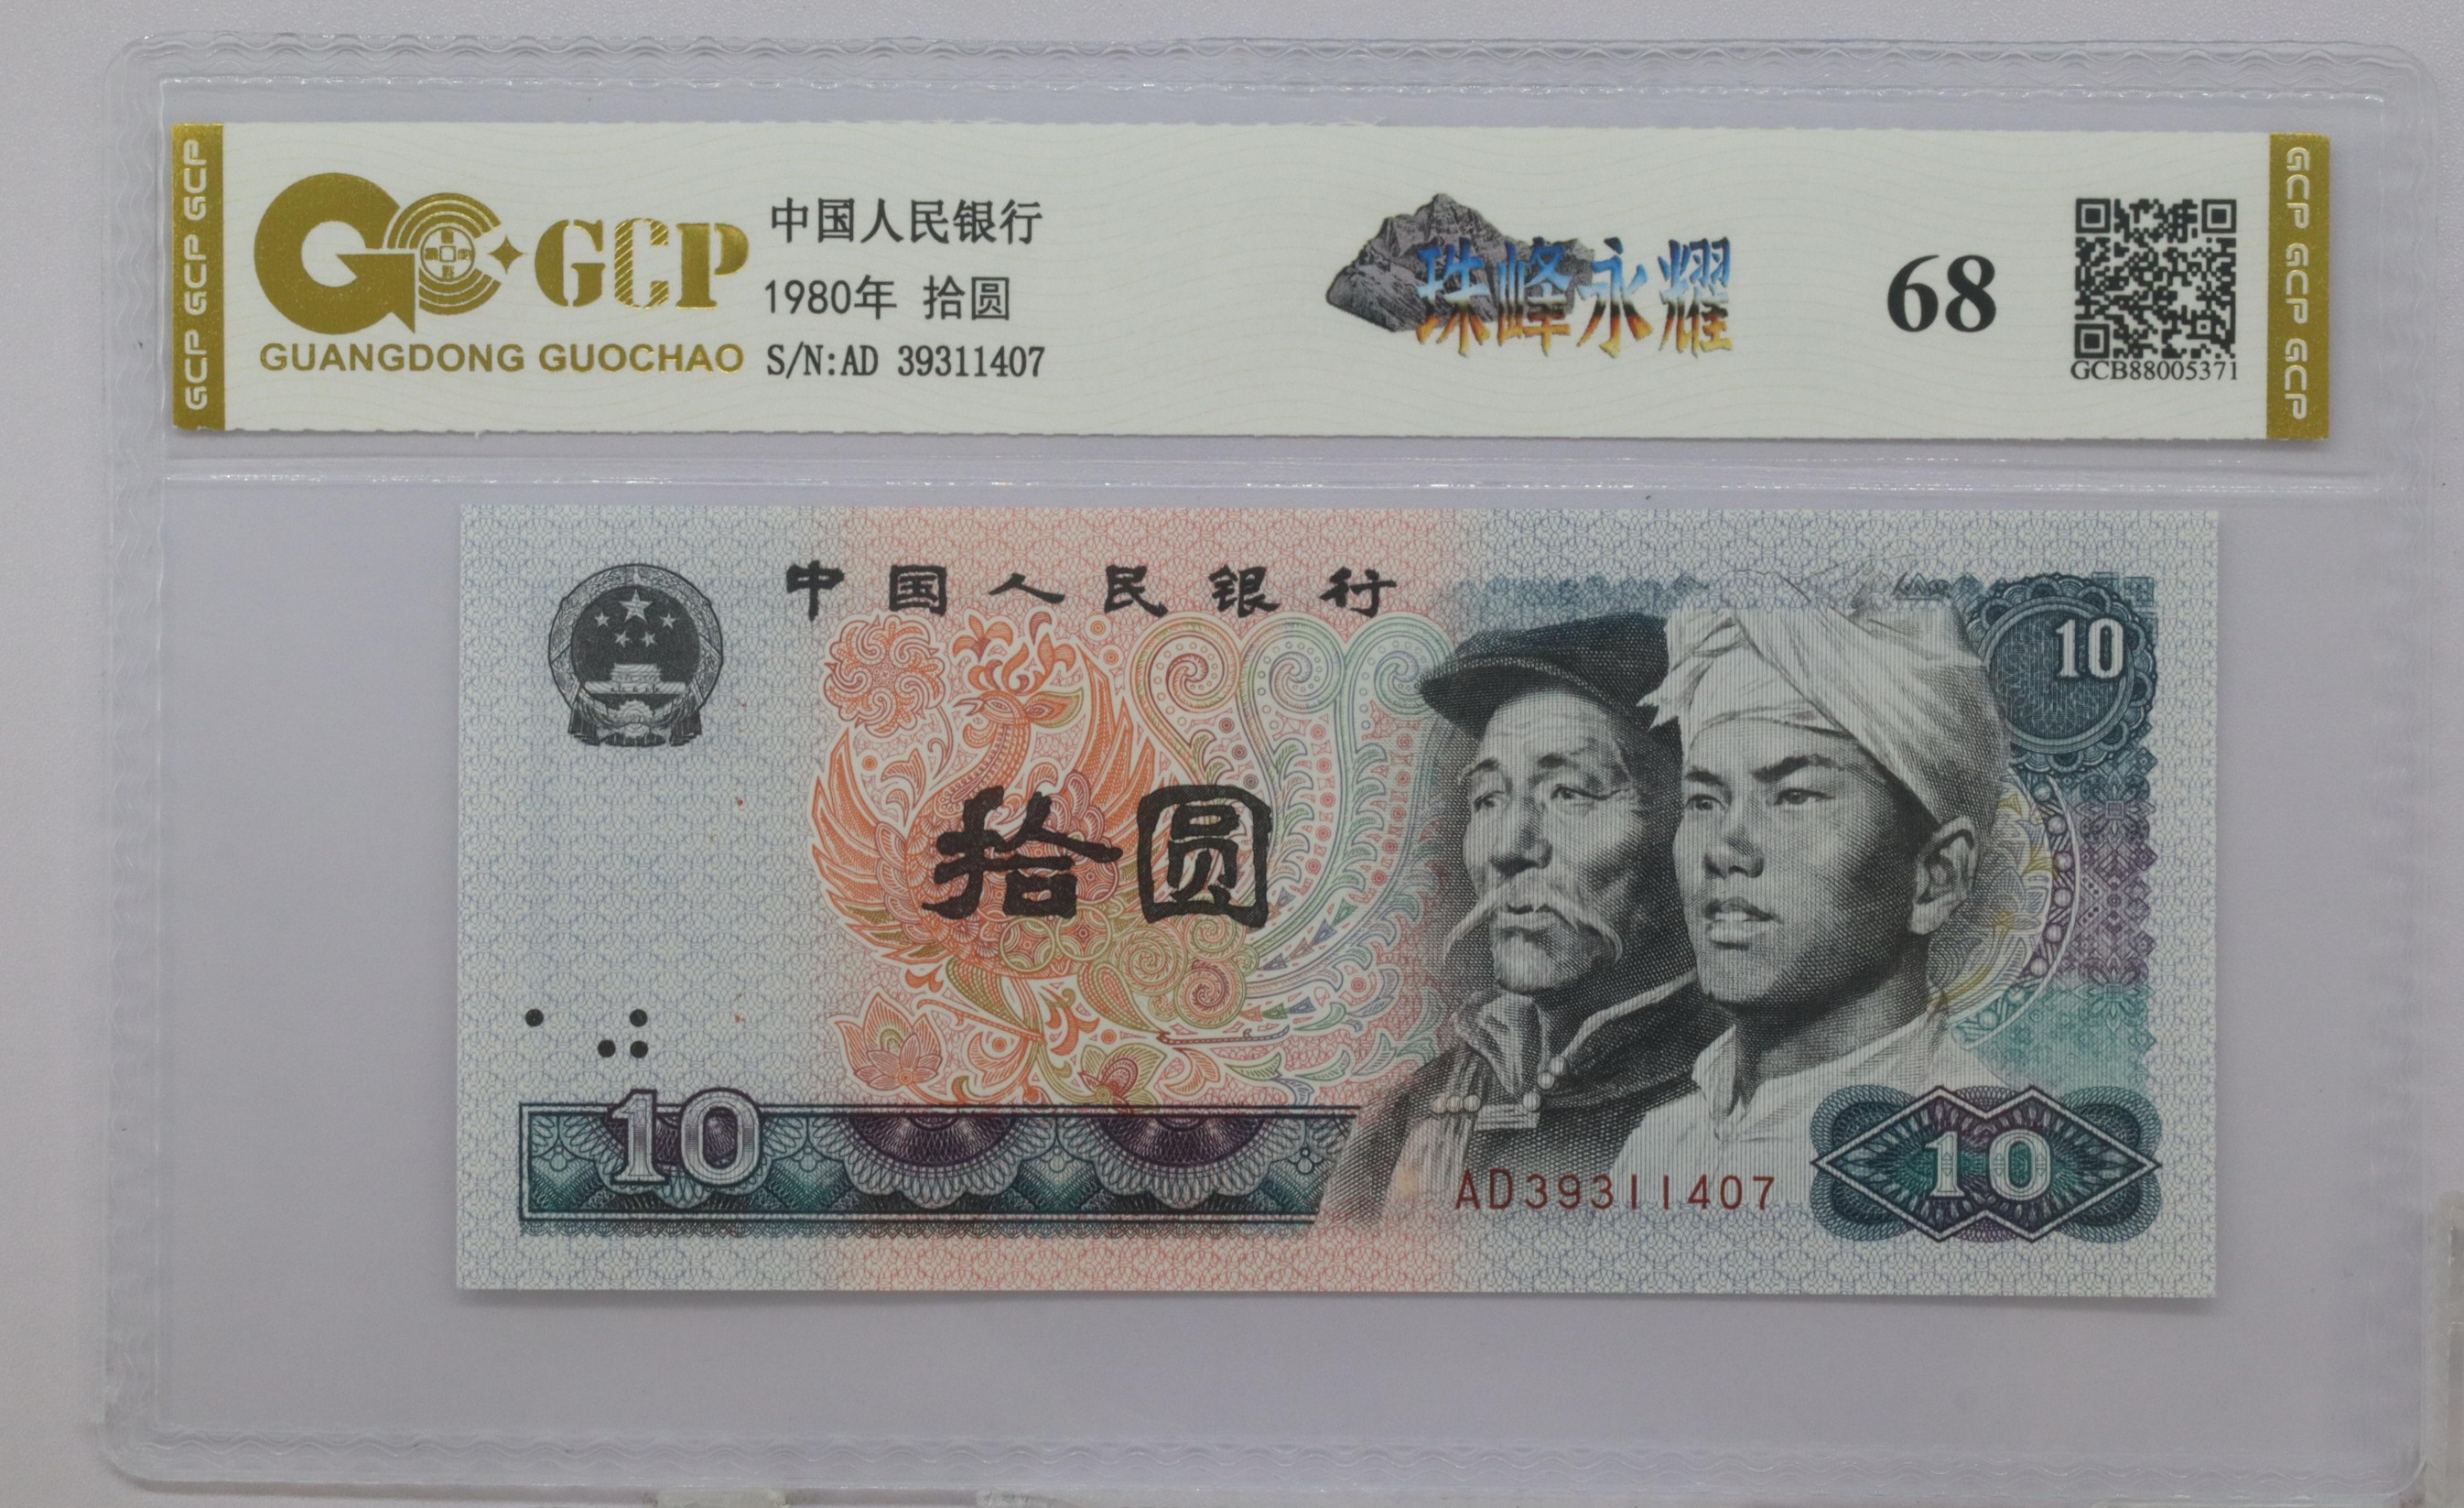 GCP GCP GCP
GCP
GUANGDONG GUOCHAO
中国人民银行
1980年 拾圆
S/N:AD 39311407
珠峰永耀
68
GCB88005371
GCP GCP GCP
中国人民银行
10
拾圆
10
AD39311407
10